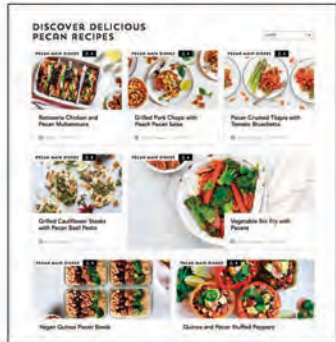 DISCOVER DELICIOUS
PECAN RECIPES
PECAN MAIN DISHES
PECAN MAIN DISHES
PECAN MAIN DISHES
Rotisserie Chicken and
Pecan
Grilled Pork Chops with
Peach Pecan Salsa
Pecan Crusted Tilapia with
Tomato Bruschetta
PECAN MAIN DISHES
PECAN MAIN DISHES
Grilled Cauliflower Steaks
with Pecan Basil Pesto
Vegetable Stir Fry with
Pecans
PECAN MAIN DISHES
PECAN MAIN DISHES
Vegan Quinoa Pecan Bowls
Quinoa and Pecan Stuffed Peppers